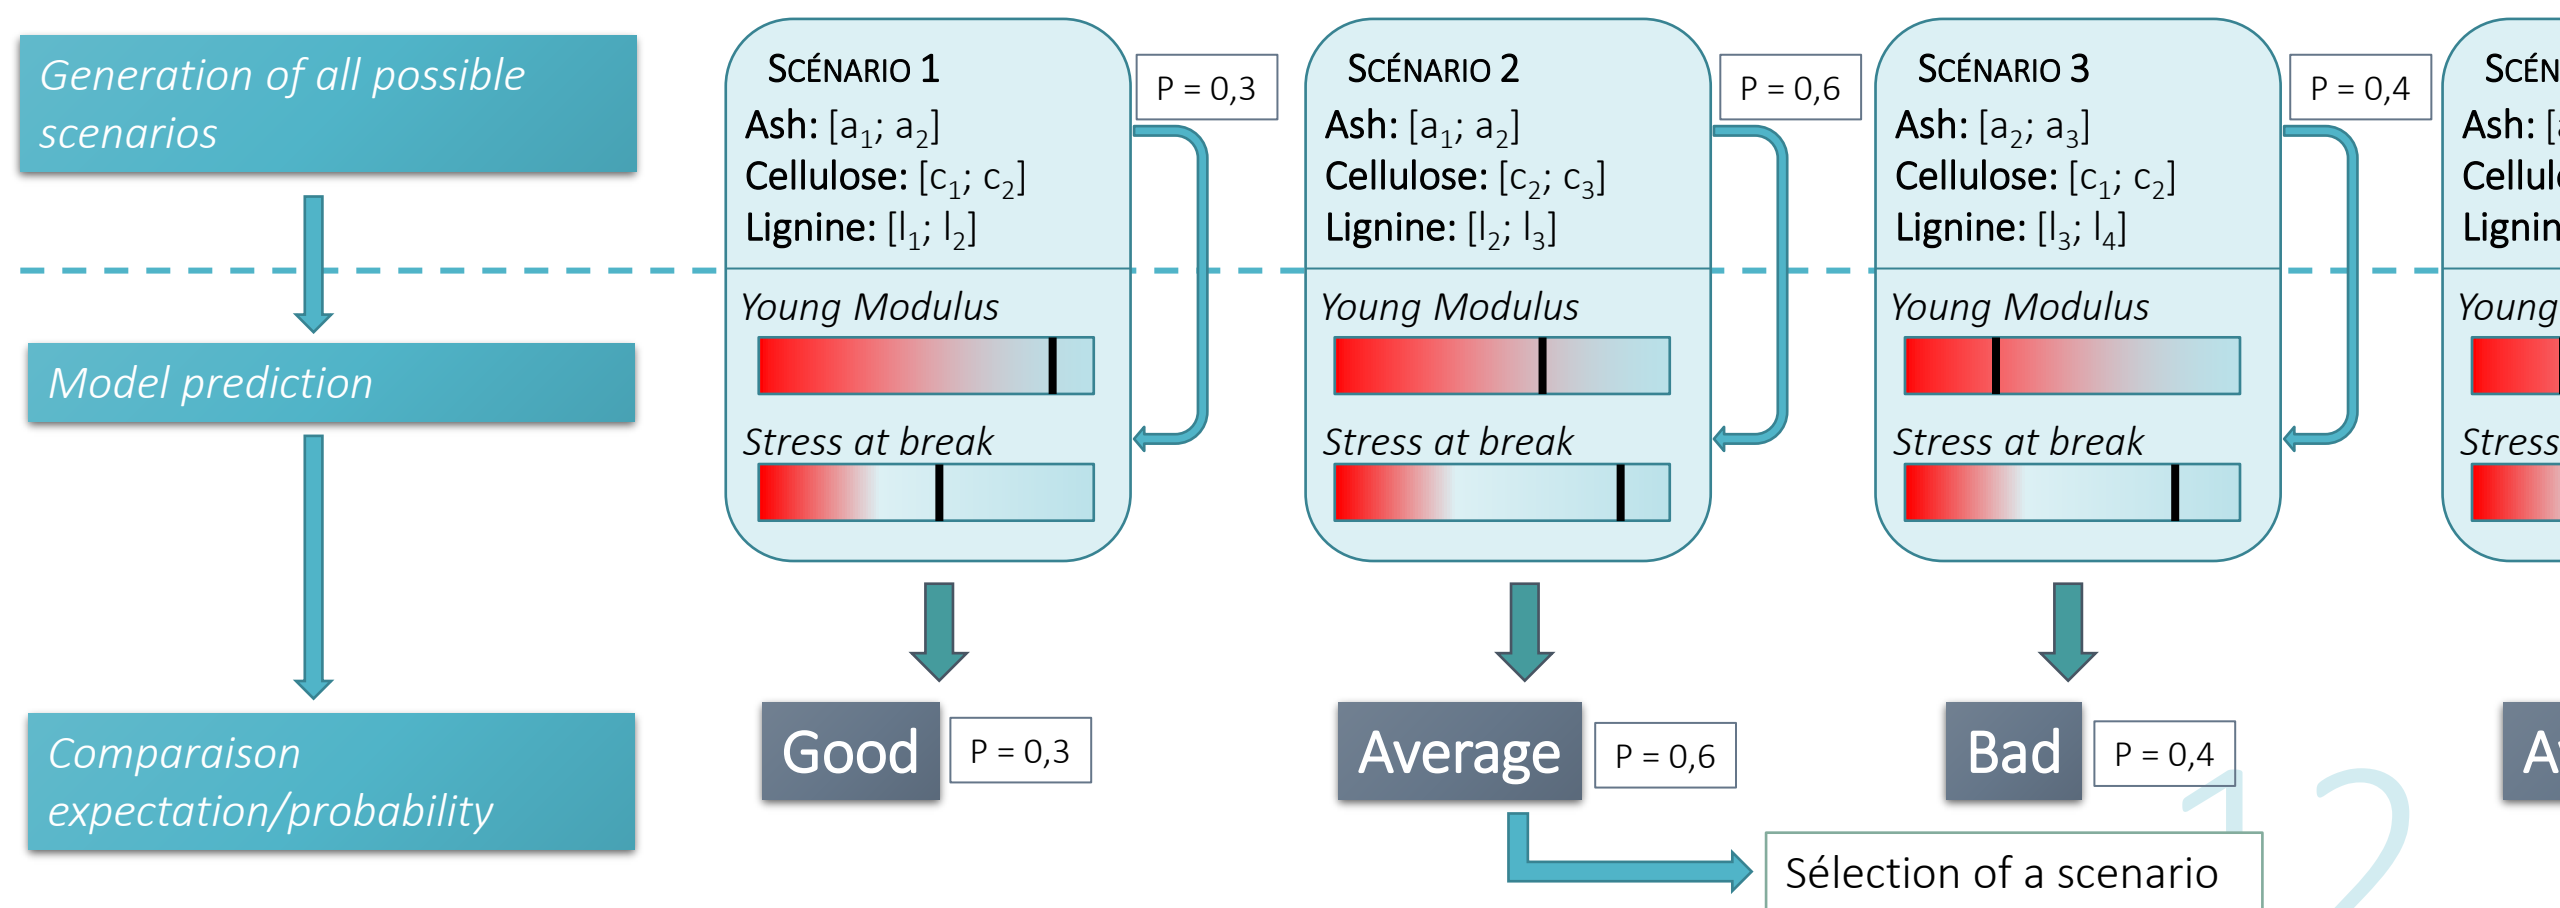 Generation of all possible
scenarios
Model prediction
Comparaison
expectation/probability
SCÉNARIO 1
Ash: [a1; a2]
Cellulose: [c1; c2]
Lignine: [l1; l2]
P = 0,3
Young Modulus
Stress at break
Good
P = 0,3
SCÉNARIO 2
Ash: [a1; a2]
Cellulose: [c2; c3]
Lignine: [l2; l3]
P = 0,6
Young Modulus
Stress at break
Average
P = 0,6
Sélection of a scenario
SCÉNARIO 3
Ash: [a2; a3]
Cellulose: [c1; c2]
Lignine: [l3; l4]
P = 0,4
Young Modulus
Stress at break
Bad
P = 0,4
12
Ash:
Young
Stress